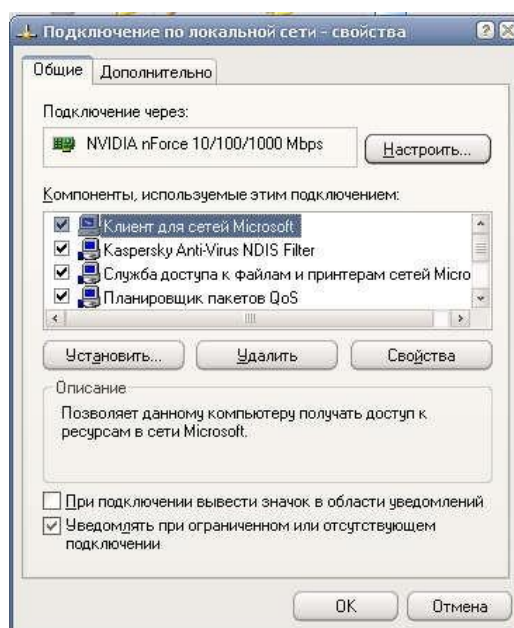 Подключение по локальной сети - свойства
Общие
Дополнительно
Подключение через:
NVIDIA nForce 10/100/1000 Mbps
Настроить...
Компоненты, используемые этим подключением:
Клиент для сетей Microsoft
Kaspersky Anti-Virus NDIS Filter
Служба доступа к файлам и принтерам сетей Micro
Планировщик пакетов QoS
Установить...
Удалить
Свойства
Описание
Позволяет данному компьютеру получать доступ к
ресурсам в сети Microsoft.
При подключении вывести значок в области уведомлений
Уведомлять при ограниченном или отсутствующем
подключении
OK
Отмена